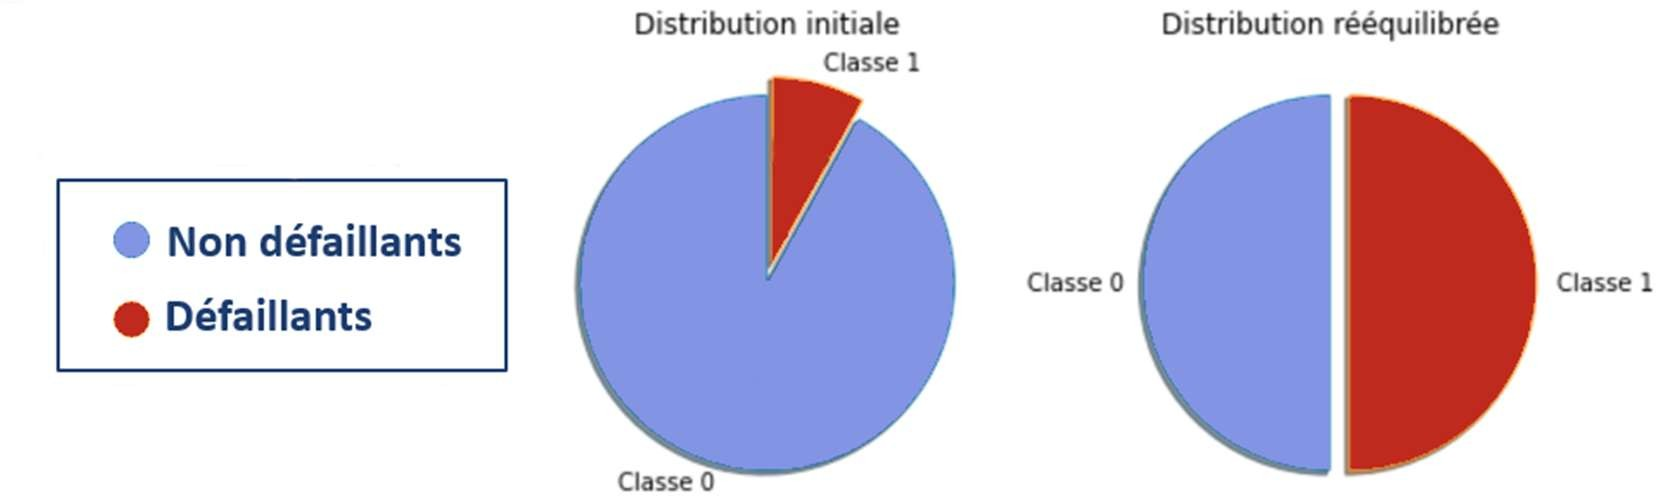 Non défaillants
Défaillants
Distribution initiale
Classe 1
Classe 0
Distribution rééquilibrée
Classe 0
Classe 1